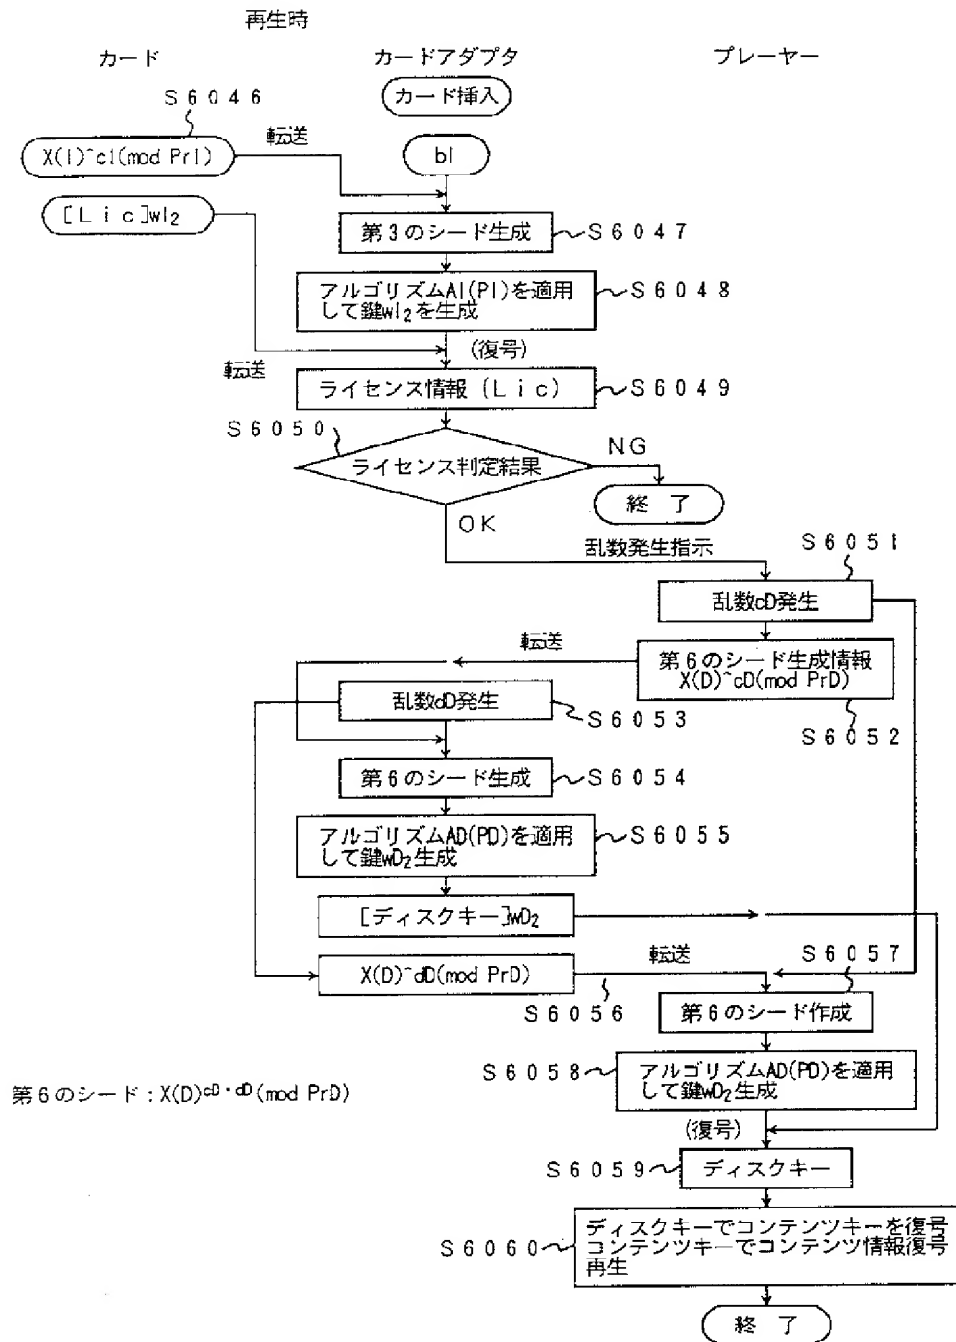 再生時
カード
カードアダプタ
プレーヤー
カード挿入
S6046
転送
X(I)^cI(mod PrI)
bI
[Lic]wI₂
第3のシード生成
S6047
アルゴリズムAI(PI)を適用
して鍵wI₂を生成
S6048
(復号)
転送
ライセンス情報 (Lic)
S6049
S6050
ライセンス判定結果
NG
終 了
OK
乱数発生指示
S6051
乱数cD発生
転送
第6のシード生成情報
X(D)^cD(mod PrD)
S6052
乱数dD発生
S6053
第6のシード生成
S6054
アルゴリズムAD(PD)を適用
して鍵wD₂生成
S6055
[ディスクキー]wD₂
転送
S6057
X(D)^dD(mod PrD)
S6056
第6のシード作成
S6058
アルゴリズムAD(PD)を適用
して鍵wD₂生成
第6のシード:X(D)^cD・dD(mod PrD)
(復号)
S6059
ディスクキー
S6060
ディスクキーでコンテンツキーを復号
コンテンツキーでコンテンツ情報復号
再生
終 了